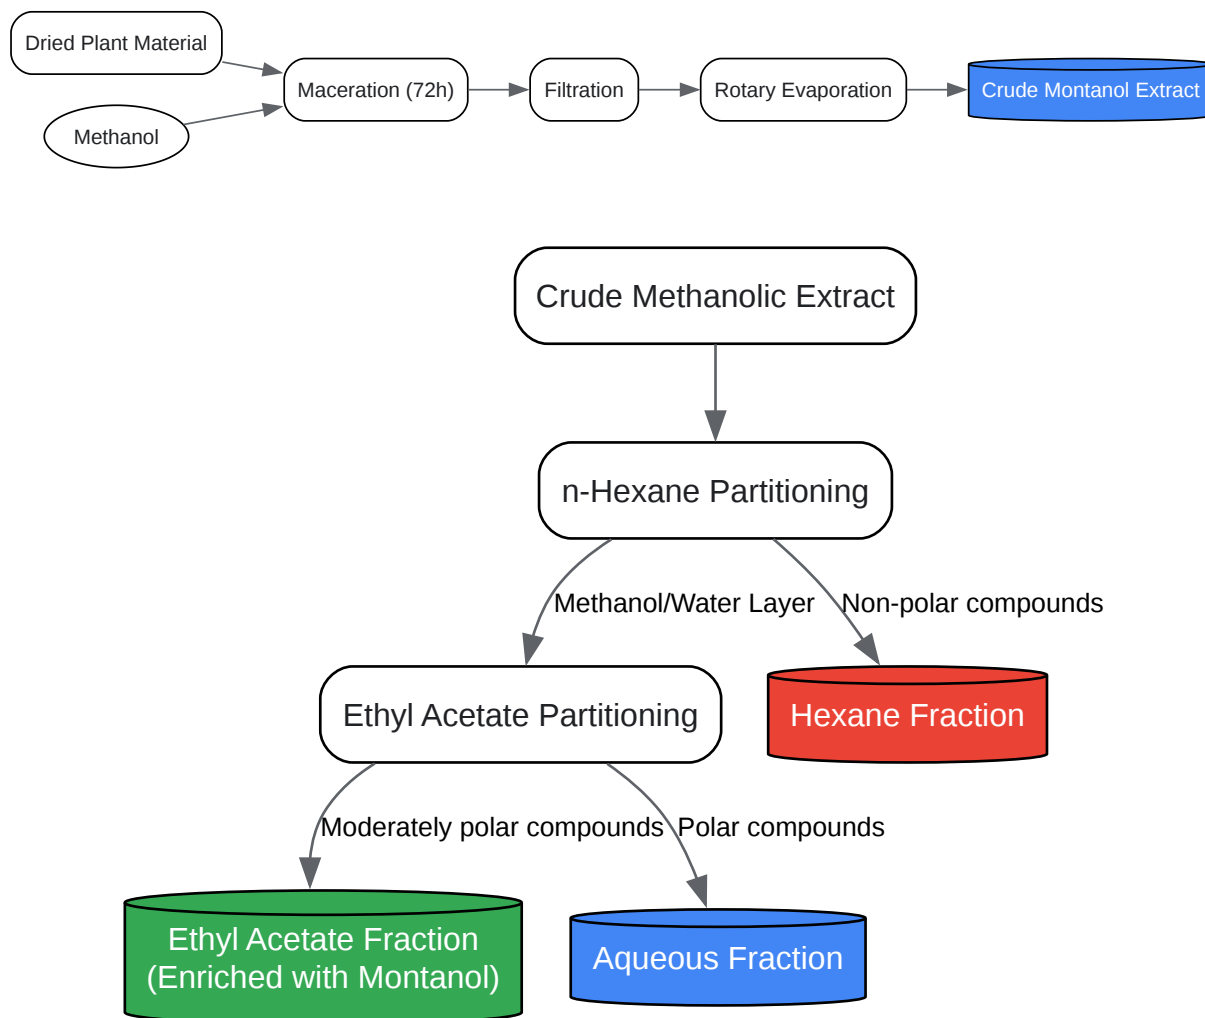 Dried Plant Material
Methanol
Maceration (72h)
Filtration
Rotary Evaporation
Crude Montanol Extract
Crude Methanolic Extract
n-Hexane Partitioning
Methanol/Water Layer
Non-polar compounds
Ethyl Acetate Partitioning
Hexane Fraction
Moderately polar compounds
Polar compounds
Ethyl Acetate Fraction
(Enriched with Montanol)
Aqueous Fraction